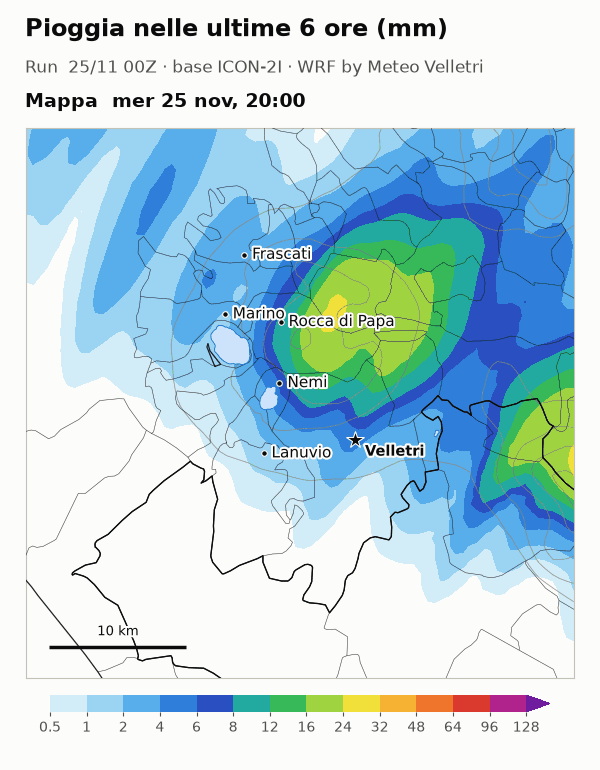 Pioggia nelle ultime 6 ore (mm)
Run  25/11 00Z · base ICON-2I · WRF by Meteo Velletri
Mappa  mer 25 nov, 20:00
Frascati
Marino
Rocca di Papa
Nemi
Velletri
Lanuvio
10 km
0.5 1 2 4 6 8 12 16 24 32 48 64 96 128